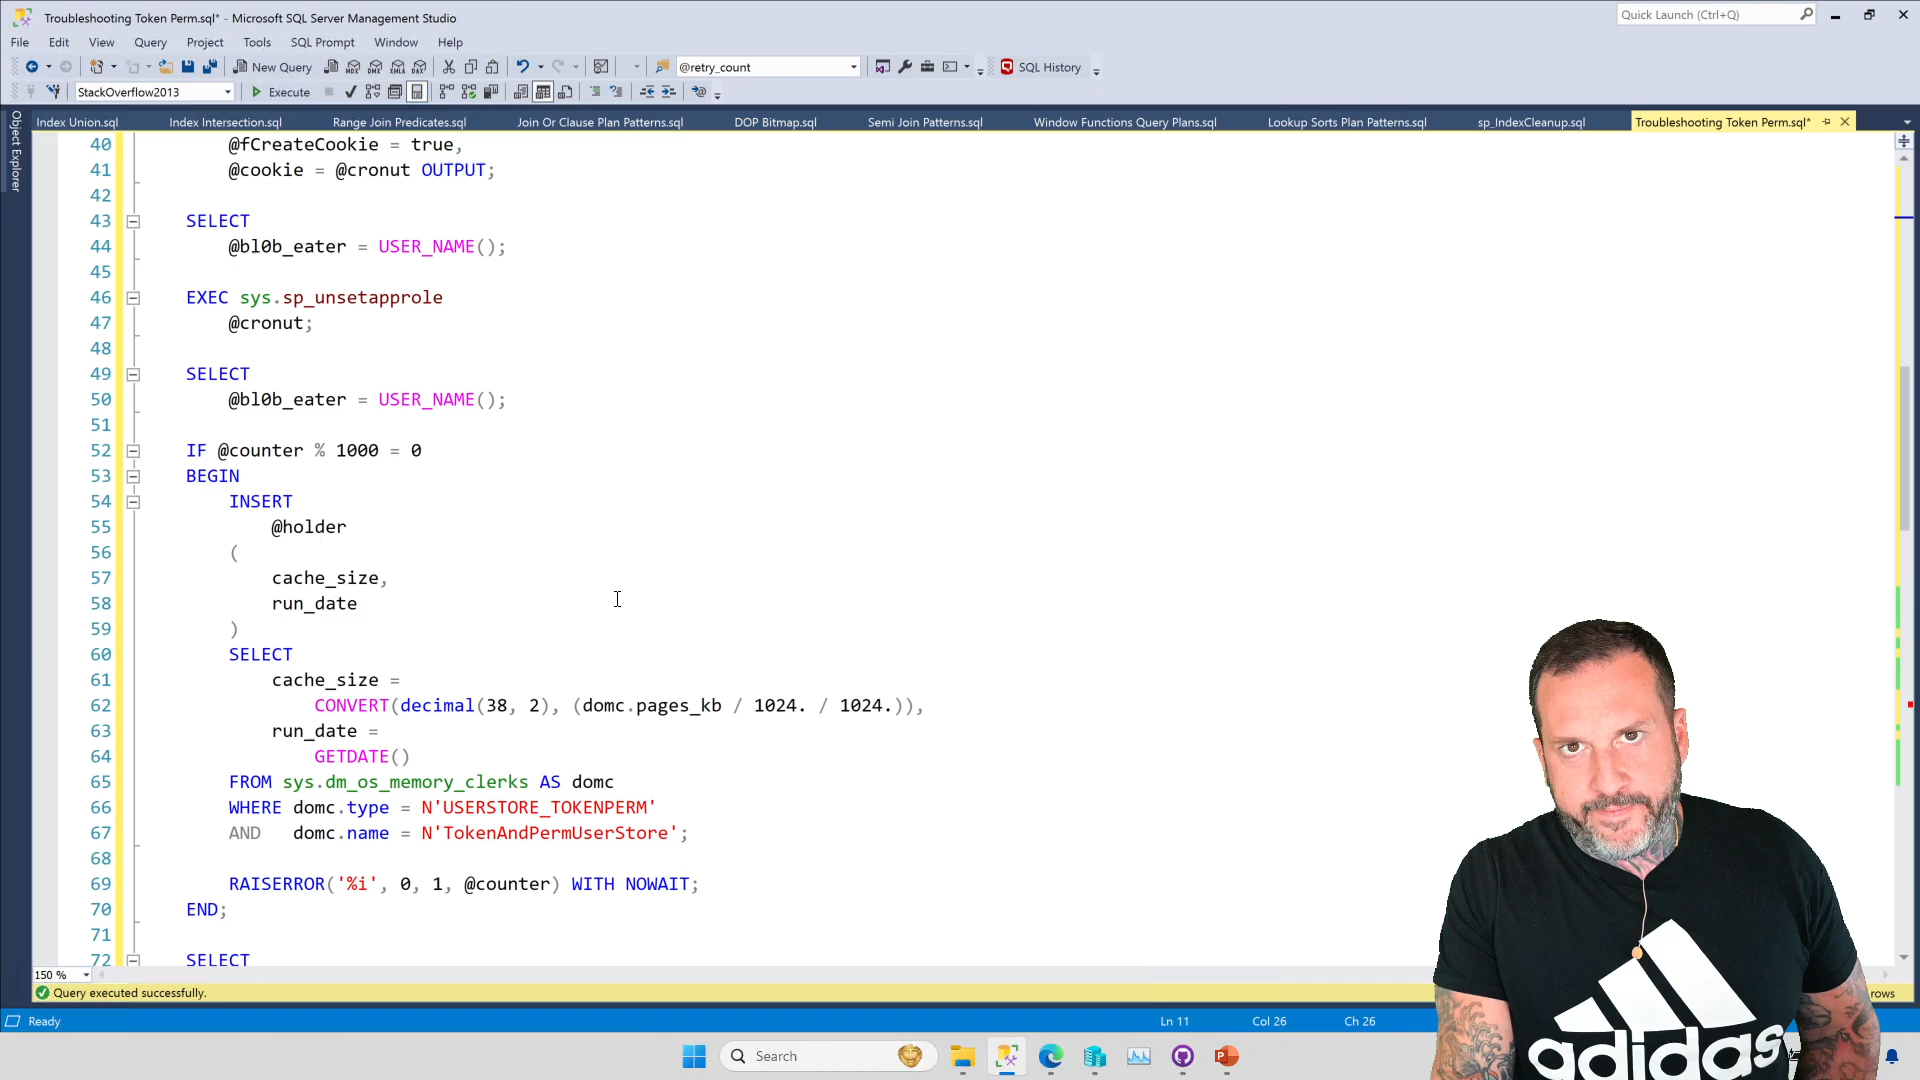 Troubleshooting Token Perm.sql* - Microsoft SQL Server Management Studio
Quick Launch (Ctrl+Q)
File Edit View Query Project Tools SQL Prompt Window Help
New Query @retry_count SQL History
StackOverflow2013 Execute
Index Union.sql Index Intersection.sql Range Join Predicates.sql Join Or Clause Plan Patterns.sql DOP Bitmap.sql Semi Join Patterns.sql Window Functions Query Plans.sql Lookup Sorts Plan Patterns.sql sp_IndexCleanup.sql Troubleshooting Token Perm.sql*
Object Explorer
40 @fCreateCookie = true,
41 @cookie = @cronut OUTPUT;
42
43 SELECT
44 @bl0b_eater = USER_NAME();
45
46 EXEC sys.sp_unsetapprole
47 @cronut;
48
49 SELECT
50 @bl0b_eater = USER_NAME();
51
52 IF @counter % 1000 = 0
53 BEGIN
54 INSERT
55 @holder
56 (
57 cache_size,
58 run_date
59 )
60 SELECT
61 cache_size =
62 CONVERT(decimal(38, 2), (domc.pages_kb / 1024. / 1024.)),
63 run_date =
64 GETDATE()
65 FROM sys.dm_os_memory_clerks AS domc
66 WHERE domc.type = N'USERSTORE_TOKENPERM'
67 AND domc.name = N'TokenAndPermUserStore';
68
69 RAISERROR('%i', 0, 1, @counter) WITH NOWAIT;
70 END;
71
72 SELECT
150 %
Query executed successfully. rows
Ready Ln 11 Col 26 Ch 26
Search
adidas